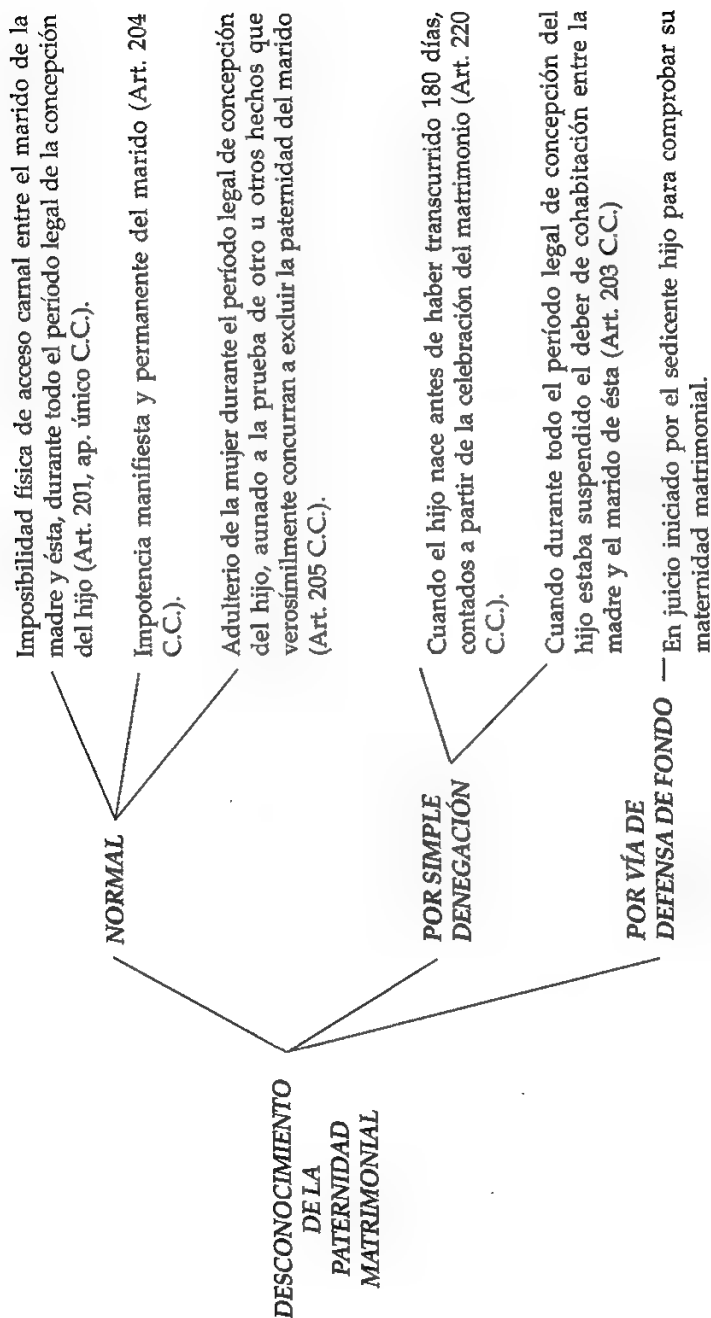 DESCONOCIMIENTO
DE LA
PATERNIDAD
MATRIMONIAL
NORMAL
Imposibilidad física de acceso carnal entre el marido de la
madre y ésta, durante todo el período legal de la concepción
del hijo (Art. 201, ap. único C.C.).
Impotencia manifiesta y permanente del marido (Art. 204
C.C.).
Adulterio de la mujer durante el período legal de concepción
del hijo, aunado a la prueba de otro u otros hechos que
verosímilmente concurran a excluir la paternidad del marido
(Art. 205 C.C.).
POR SIMPLE
DENEGACIÓN
Cuando el hijo nace antes de haber transcurrido 180 días,
contados a partir de la celebración del matrimonio (Art. 220
C.C.).
Cuando durante todo el período legal de concepción del
hijo estaba suspendido el deber de cohabitación entre la
madre y el marido de ésta (Art. 203 C.C.)
POR VÍA DE
DEFENSA DE FONDO
En juicio iniciado por el sedicente hijo para comprobar su
maternidad matrimonial.